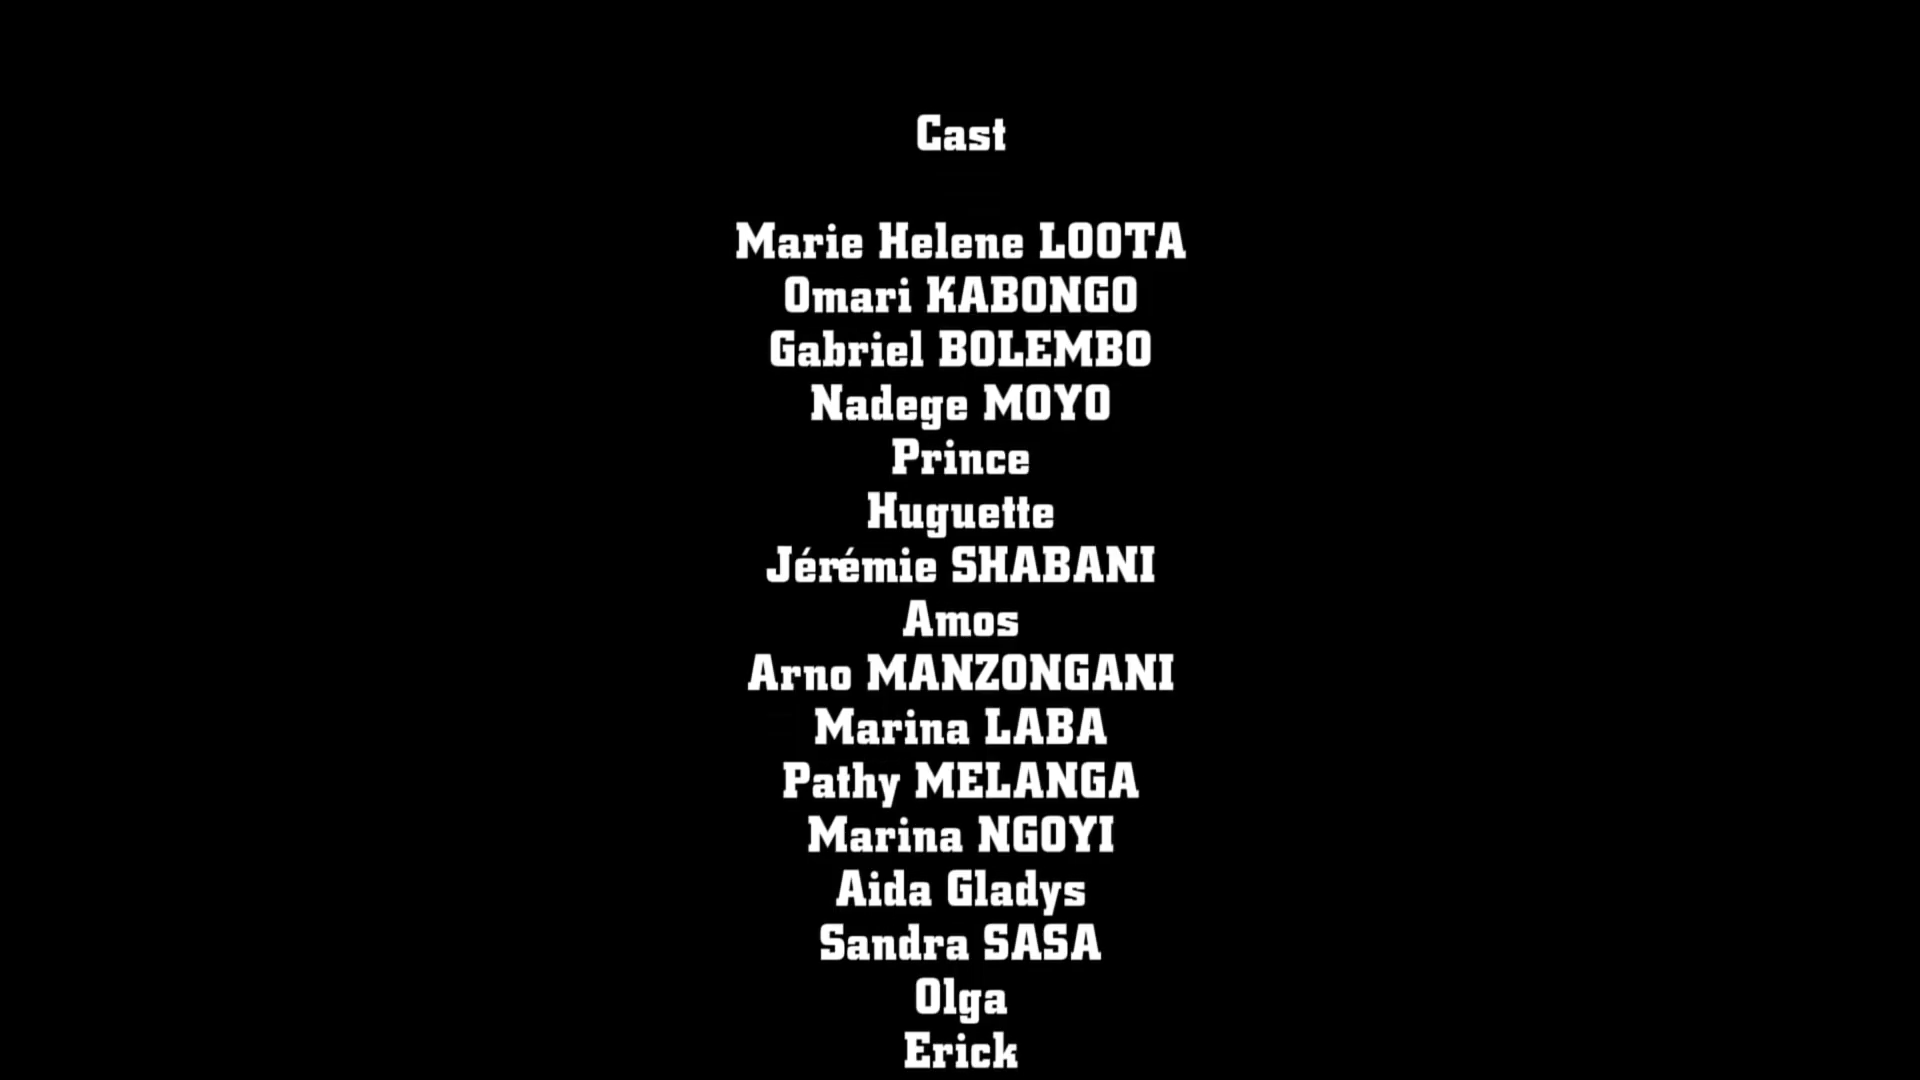 Cast
Marie Helene LOOTA
Omari KABONGO
Gabriel BOLEMBO
Nadege MOYO
Prince
Huguette
Jérémie SHABANI
Amos
Arno MANZONGANI
Marina LABA
Pathy MELANGA
Marina NGOYI
Aida Gladys
Sandra SASA
Olga
Erick